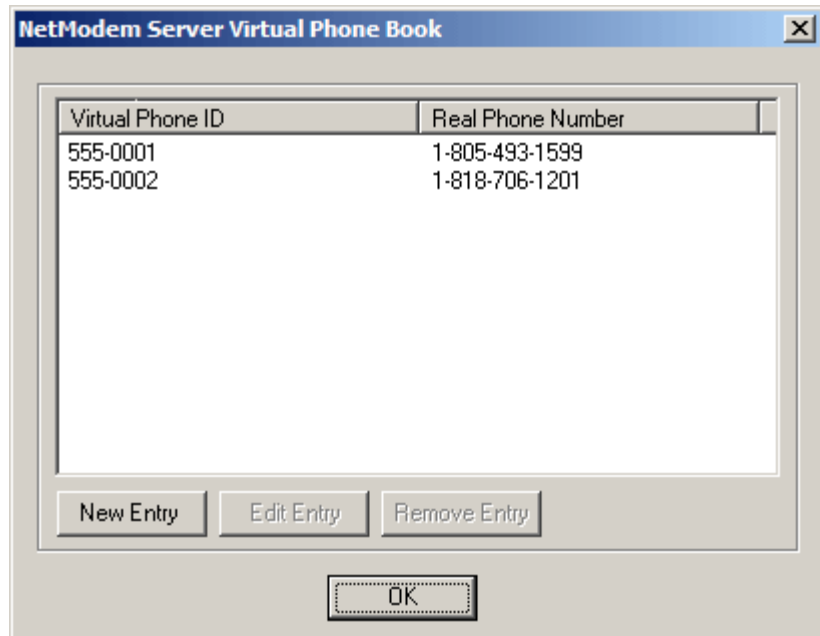 NetModem Server Virtual Phone Book
Virtual Phone ID Real Phone Number
555-0001 1-805-493-1599
555-0002 1-818-706-1201
New Entry Edit Entry Remove Entry
OK